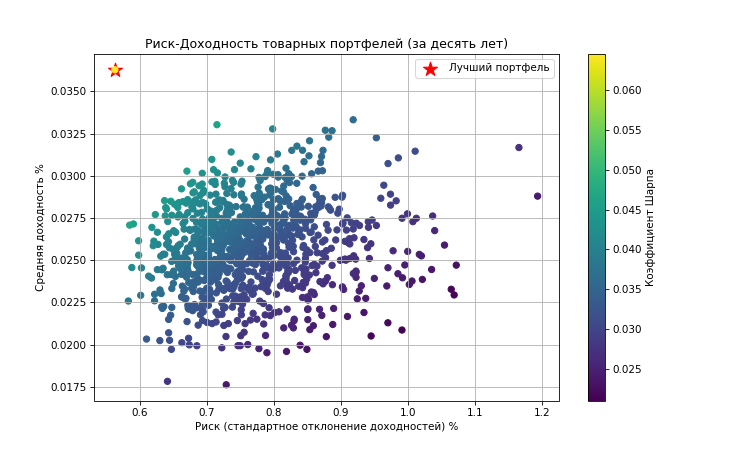 Риск-Доходность товарных портфелей (за десять лет)
Лучший портфель
Средняя доходность %
0.0350
0.0325
0.0300
0.0275
0.0250
0.0225
0.0200
0.0175
0.6 0.7 0.8 0.9 1.0 1.1 1.2
Риск (стандартное отклонение доходностей) %
0.060
0.055
0.050
0.045
0.040
0.035
0.030
0.025
Коэффициент Шарпа